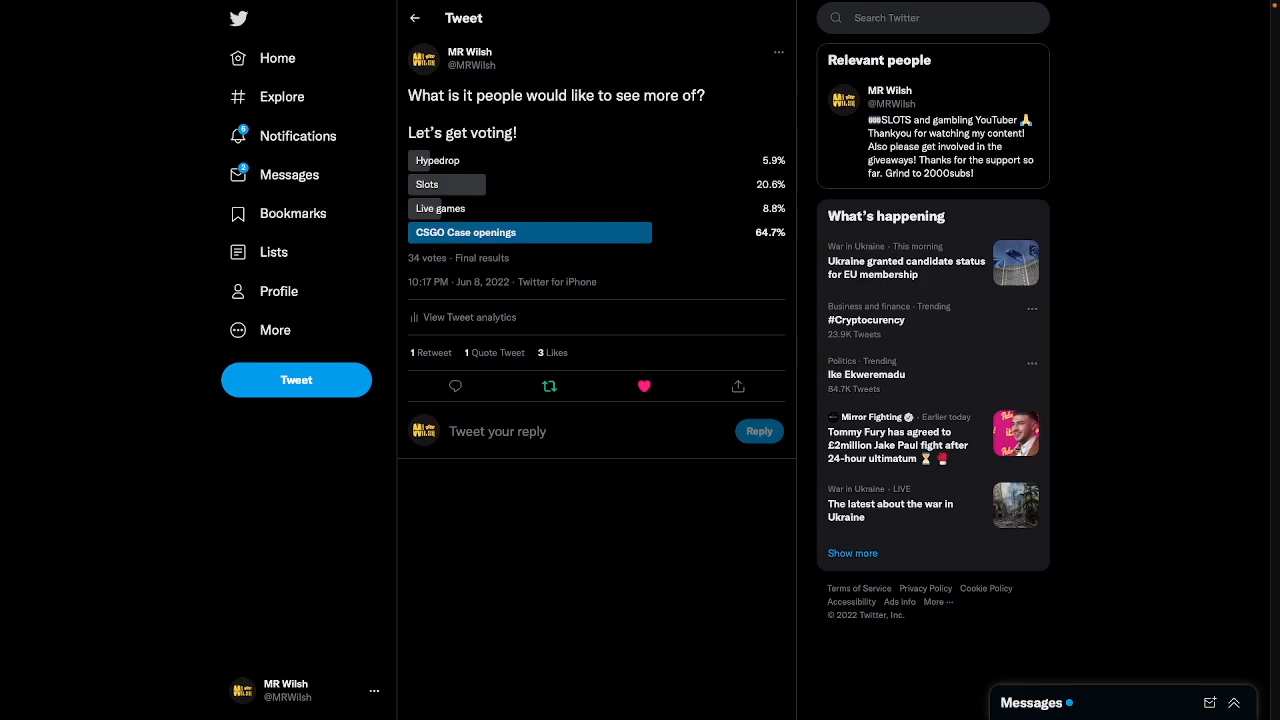 Home
Explore
6
Notifications
2
Messages
Bookmarks
Lists
Profile
More
Tweet
MR Wilsh
@MRWilsh
Tweet
MR Wilsh
@MRWilsh
What is it people would like to see more of?
Let's get voting!
Hypedrop 5.9%
Slots 20.6%
Live games 8.8%
CSGO Case openings 64.7%
34 votes · Final results
10:17 PM · Jun 8, 2022 · Twitter for iPhone
View Tweet analytics
1 Retweet 1 Quote Tweet 3 Likes
Tweet your reply
Reply
Search Twitter
Relevant people
MR Wilsh
@MRWilsh
SLOTS and gambling YouTuber 🙏
Thankyou for watching my content!
Also please get involved in the
giveaways! Thanks for the support so
far. Grind to 2000subs!
What's happening
War in Ukraine · This morning
Ukraine granted candidate status
for EU membership
Business and finance · Trending
#Cryptocurency
23.9K Tweets
Politics · Trending
Ike Ekweremadu
84.7K Tweets
Mirror Fighting · Earlier today
Tommy Fury has agreed to
£2million Jake Paul fight after
24-hour ultimatum ⏳ 🥊
War in Ukraine · LIVE
The latest about the war in
Ukraine
Show more
Terms of Service Privacy Policy Cookie Policy
Accessibility Ads info More ···
© 2022 Twitter, Inc.
Messages